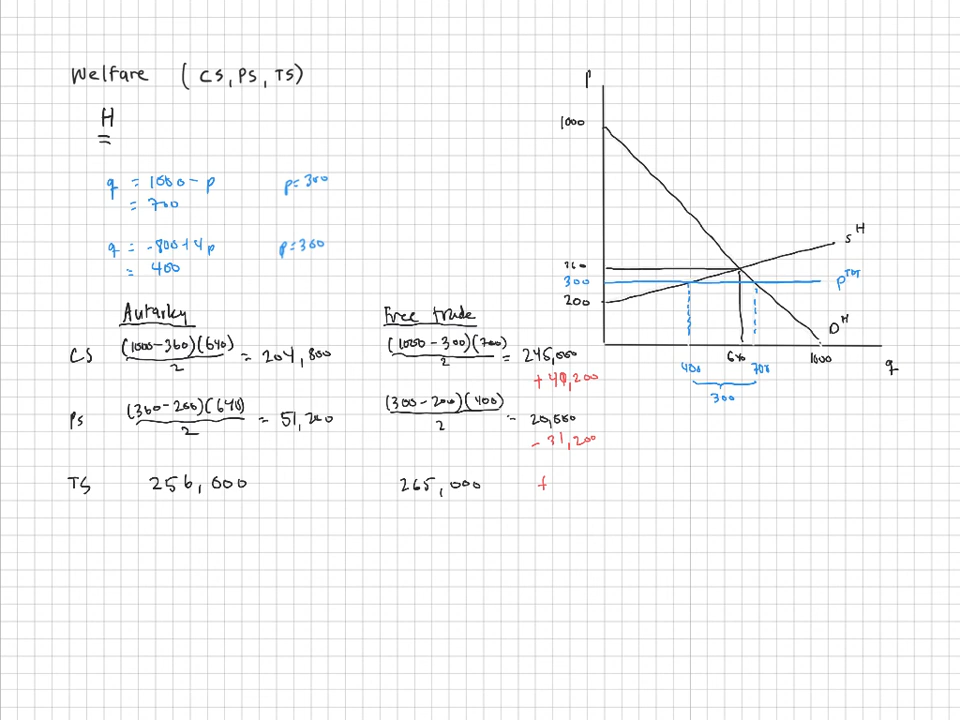 Welfare (CS, PS, TS)
H
q = 1000 - p p = 300
= 700
q = -800 + 4p p = 300
= 400
Autarky Free trade
CS (1000-360)(640) / 2 = 204,800 (1000-300)(700) / 2 = 245,000
+ 40,200
PS (360-200)(640) / 2 = 51,200 (300-200)(400) / 2 = 20,000
- 31,200
TS 256,000 265,000 +
P
1000
S^H
360
300
P^TOT
200
D^H
640 1000
q
400 700
300